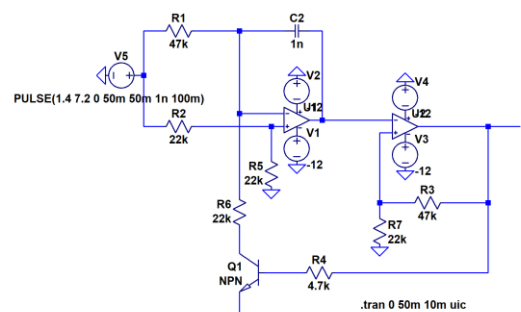 R1
47k
C2
1n
V5
PULSE(1.4 7.2 0 50m 50m 1n 100m)
V2
V4
R2
22k
V1
-12
V3
-12
R5
22k
R3
47k
R6
22k
R7
22k
Q1
NPN
R4
4.7k
.tran 0 50m 10m uic